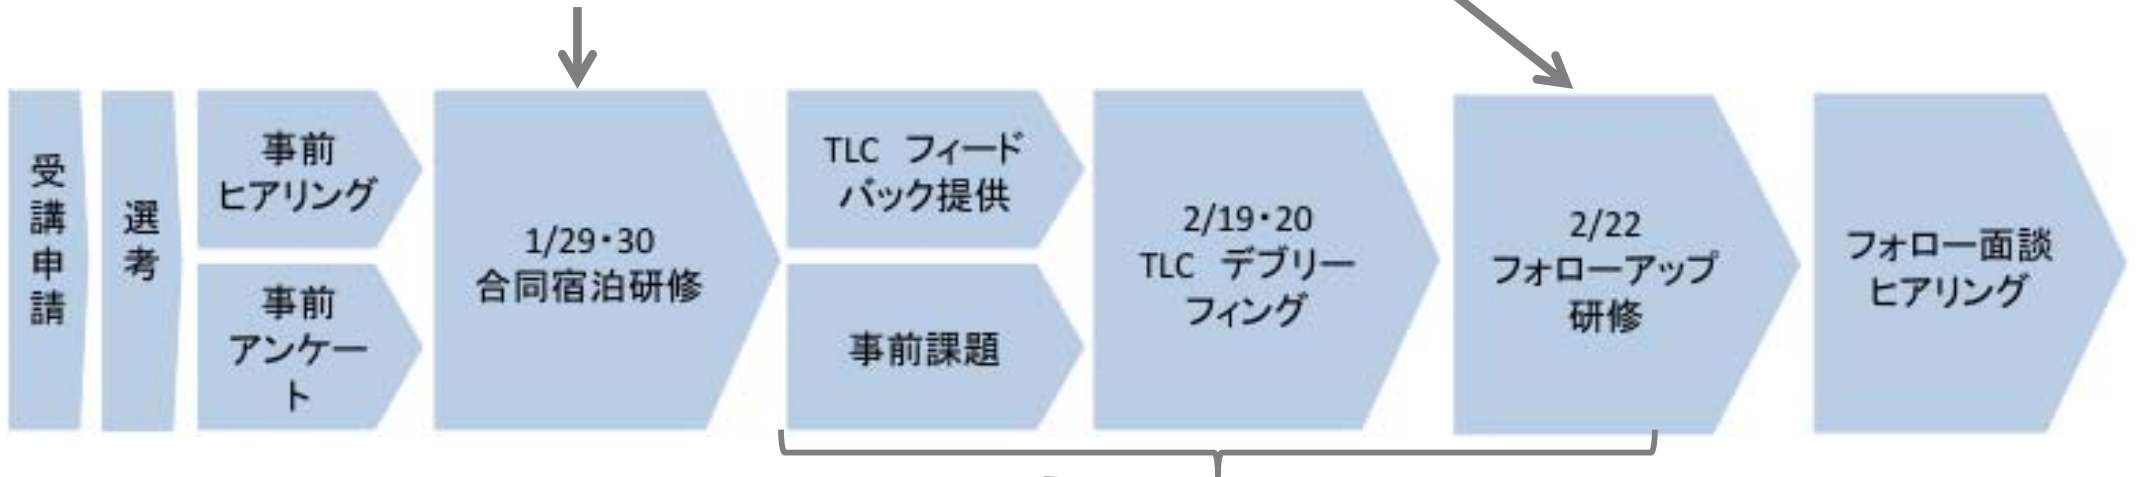 受講申請
選考
事前
ヒアリング
事前
アンケー
ト
1/29・30
合同宿泊研修
TLC　フィード
バック提供
事前課題
2/19・20
TLC　デブリー
フィング
2/22
フォローアップ
研修
フォロー面談
ヒアリング